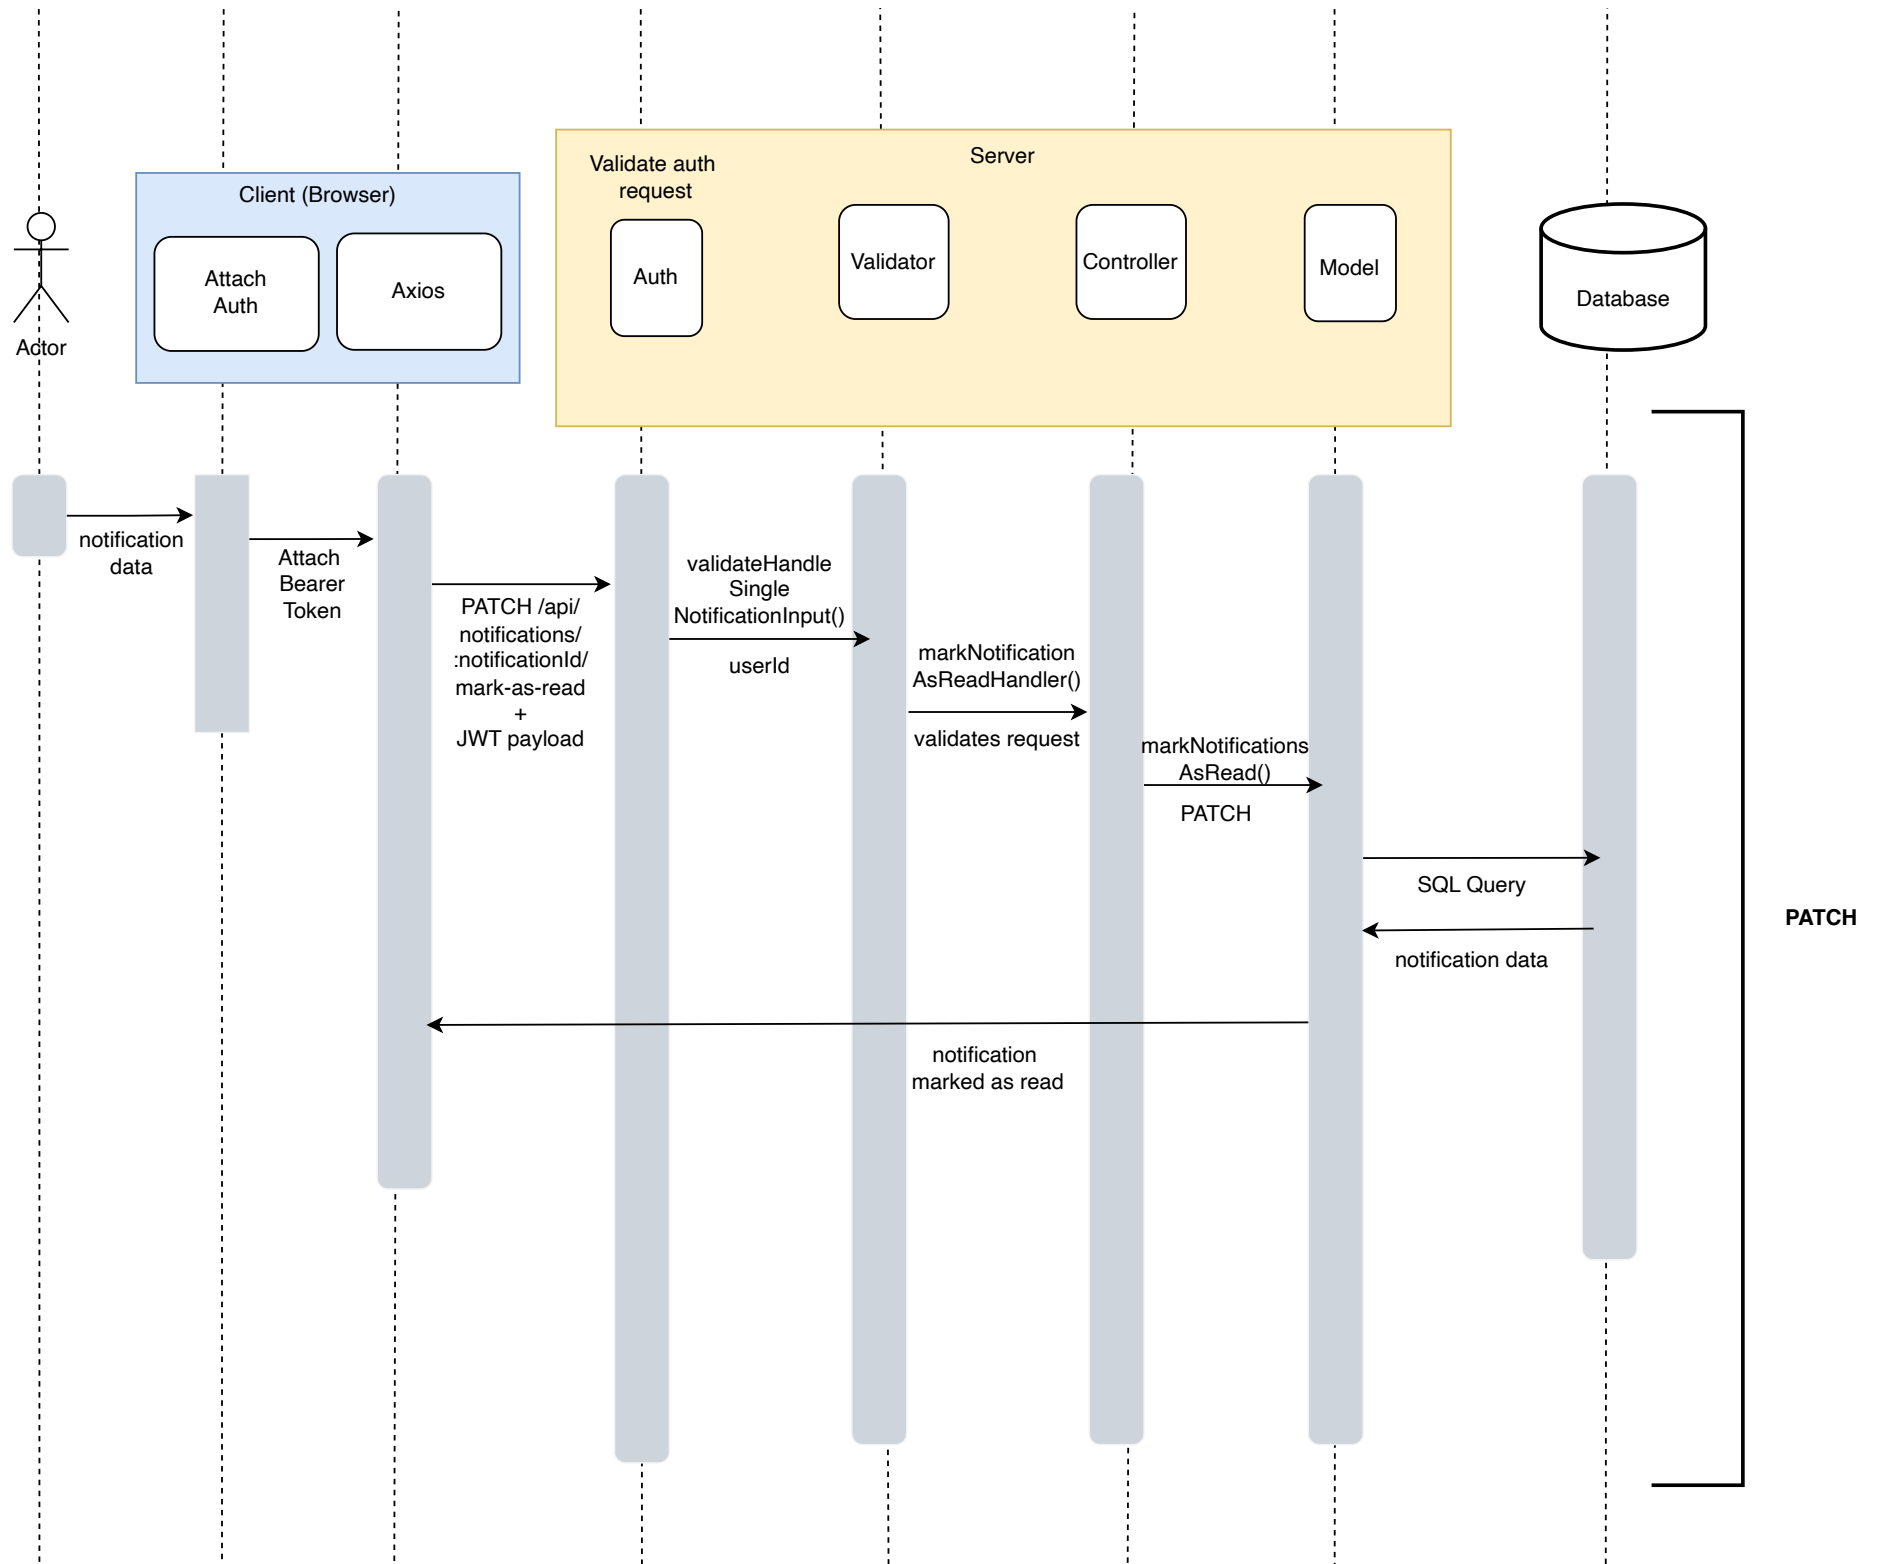 Server
Validate auth
request
Client (Browser)
Attach
Auth
Axios
Auth
Validator
Controller
Model
Database
Actor
notification
data
Attach
Bearer
Token
PATCH /api/
notifications/
:notificationId/
mark-as-read
+
JWT payload
validateHandle
Single
NotificationInput()
userId
markNotification
AsReadHandler()
validates request
markNotifications
AsRead()
PATCH
SQL Query
notification data
notification
marked as read
PATCH